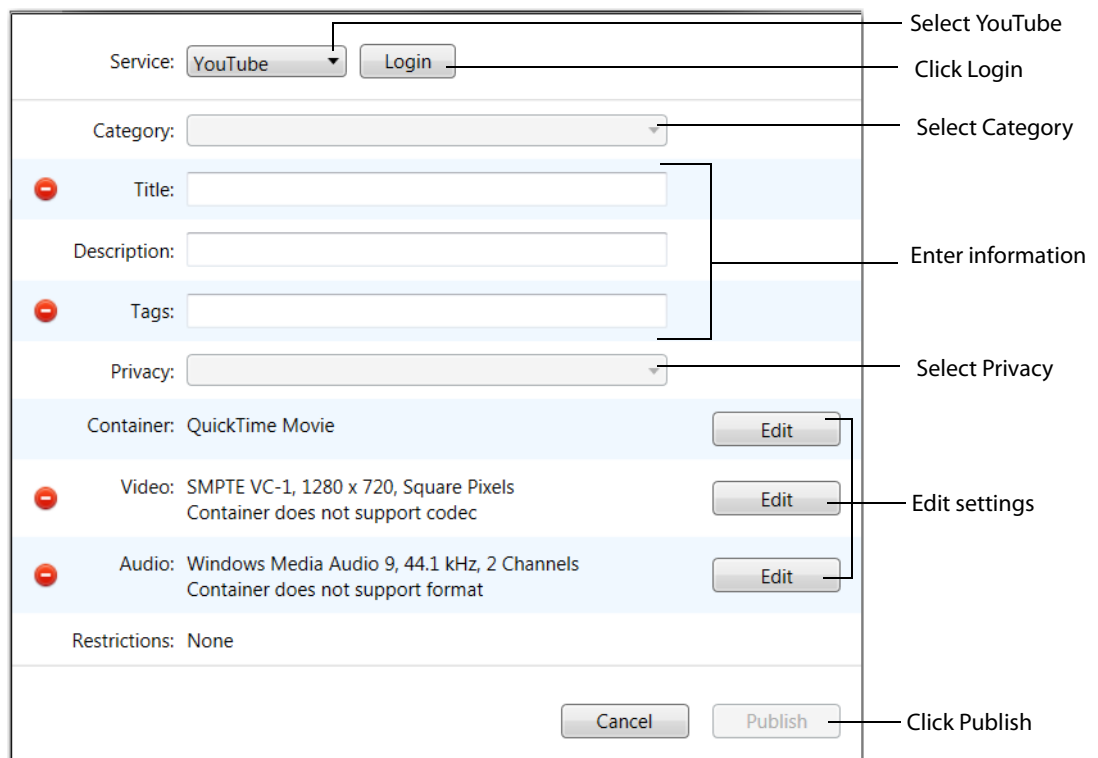 Select YouTube
Service: YouTube Login
Click Login
Category:
Select Category
Title:
Description:
Enter information
Tags:
Privacy:
Select Privacy
Container: QuickTime Movie Edit
Video: SMPTE VC-1, 1280 x 720, Square Pixels Edit
Container does not support codec
Edit settings
Audio: Windows Media Audio 9, 44.1 kHz, 2 Channels Edit
Container does not support format
Restrictions: None
Cancel Publish
Click Publish